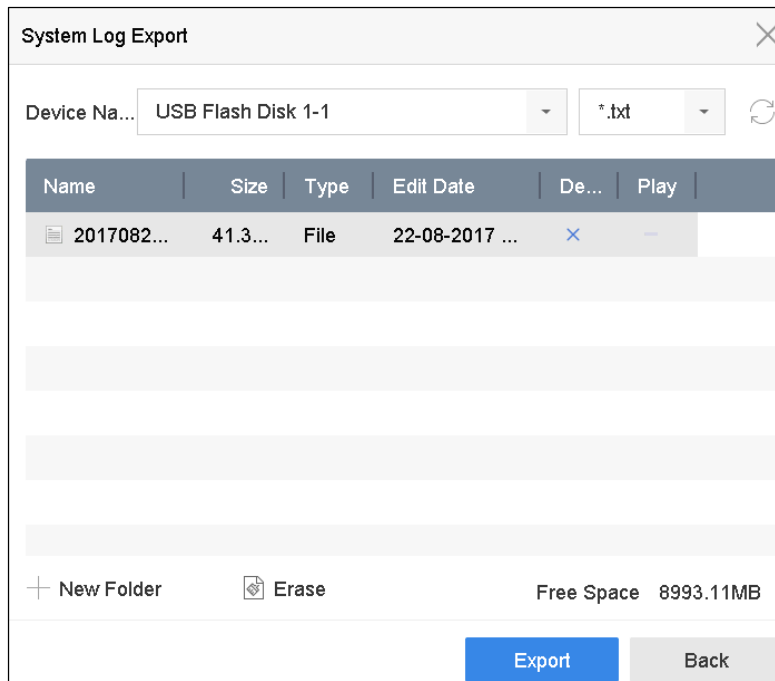 System Log Export
Device Na... USB Flash Disk 1-1 *.txt
Name Size Type Edit Date De... Play
2017082... 41.3... File 22-08-2017 ...
New Folder Erase Free Space 8993.11MB
Export Back